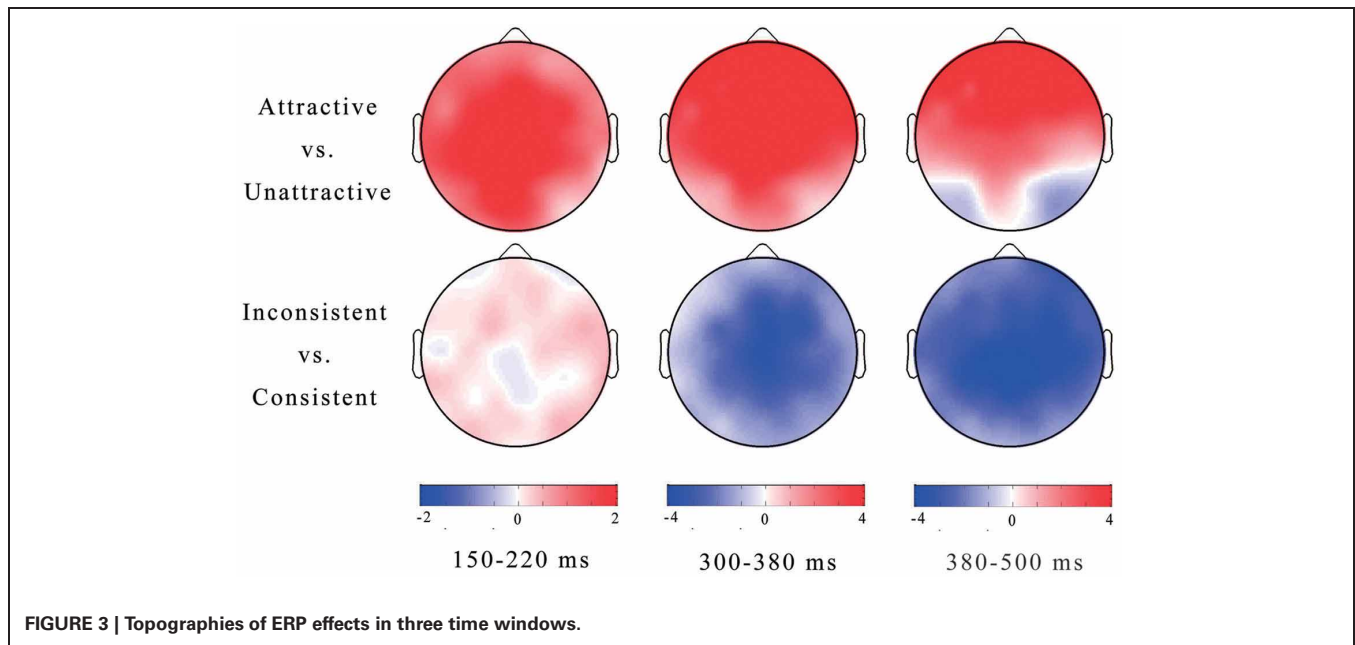 Attractive
vs.
Unattractive
Inconsistent
vs.
Consistent
-2 0 2
-4 0 4
-4 0 4
150-220 ms
300-380 ms
380-500 ms
FIGURE 3 | Topographies of ERP effects in three time windows.